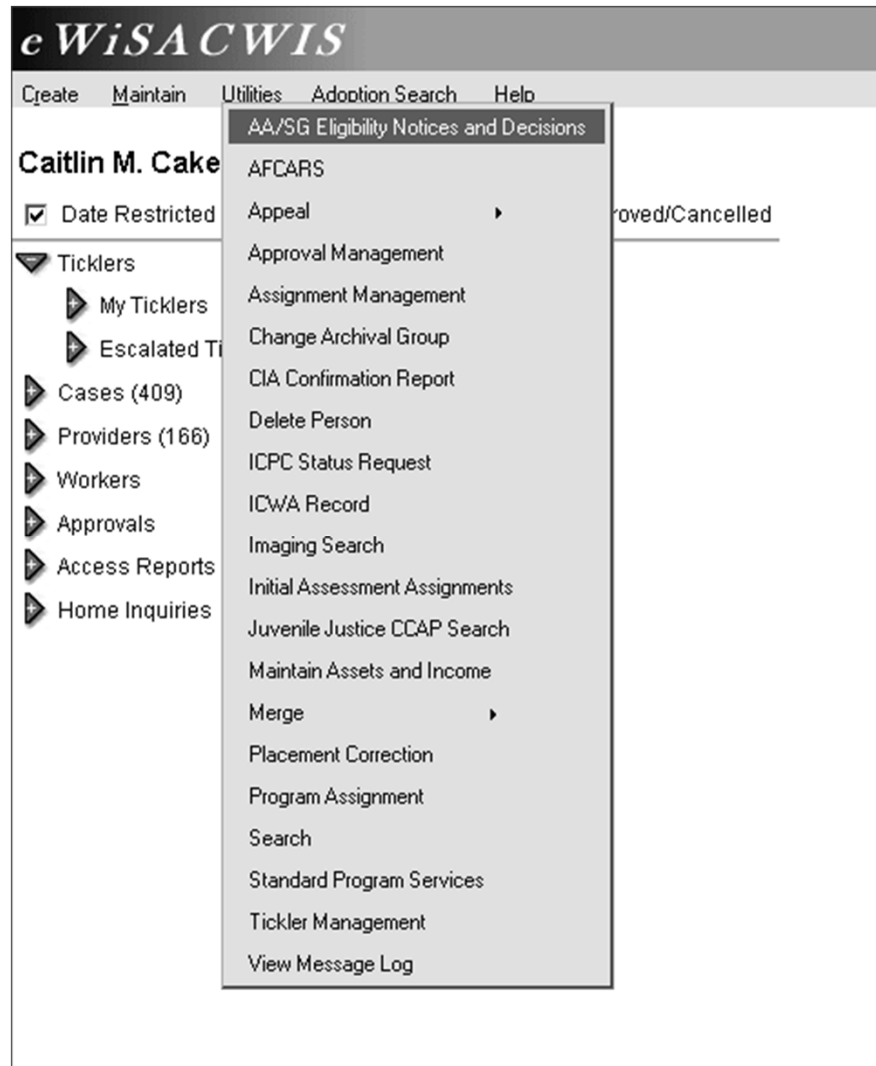 eWiSACWIS
Create Maintain Utilities Adoption Search Help
Caitlin M. Cake
Date Restricted
roved/Cancelled
Ticklers
My Ticklers
Escalated Ti
Cases (409)
Providers (166)
Workers
Approvals
Access Reports
Home Inquiries
AA/SG Eligibility Notices and Decisions
AFCARS
Appeal
Approval Management
Assignment Management
Change Archival Group
CIA Confirmation Report
Delete Person
ICPC Status Request
ICWA Record
Imaging Search
Initial Assessment Assignments
Juvenile Justice CCAP Search
Maintain Assets and Income
Merge
Placement Correction
Program Assignment
Search
Standard Program Services
Tickler Management
View Message Log